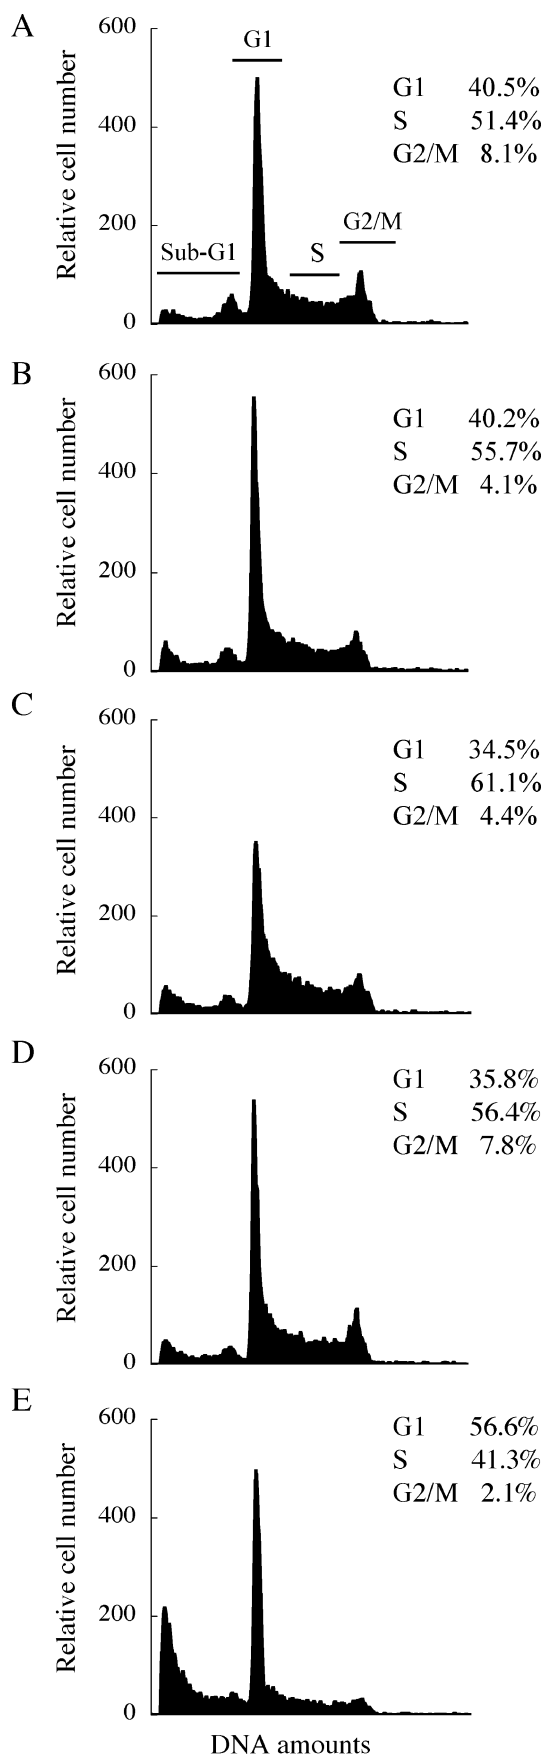 A
600
400
200
0
Relative cell number
Sub-G1
G1
S
G2/M
G1 40.5%
S 51.4%
G2/M 8.1%
B
600
400
200
0
Relative cell number
G1 40.2%
S 55.7%
G2/M 4.1%
C
600
400
200
0
Relative cell number
G1 34.5%
S 61.1%
G2/M 4.4%
D
600
400
200
0
Relative cell number
G1 35.8%
S 56.4%
G2/M 7.8%
E
600
400
200
0
Relative cell number
G1 56.6%
S 41.3%
G2/M 2.1%
DNA amounts